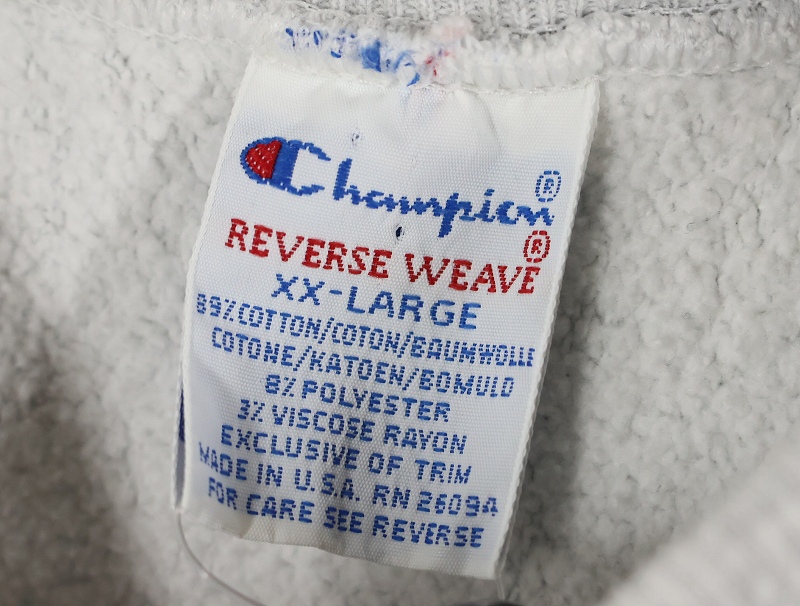 Champion®
REVERSE WEAVE®
XX-LARGE
89%COTTON/COTON/BAUMWOLLE
COTONE/KATOEN/BOMULD
8% POLYESTER
3% VISCOSE RAYON
EXCLUSIVE OF TRIM
MADE IN U.S.A. RN 26094
FOR CARE SEE REVERSE